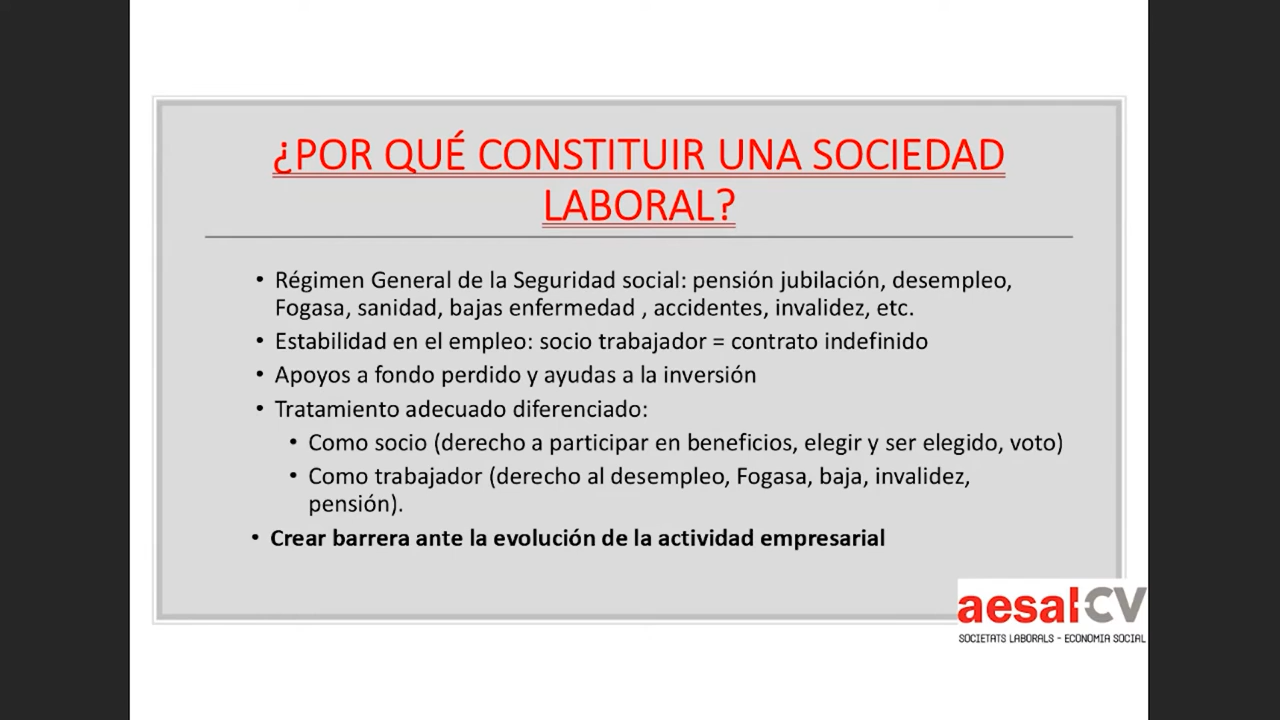 ¿POR QUÉ CONSTITUIR UNA SOCIEDAD
LABORAL?
• Régimen General de la Seguridad social: pensión jubilación, desempleo,
Fogasa, sanidad, bajas enfermedad , accidentes, invalidez, etc.
• Estabilidad en el empleo: socio trabajador = contrato indefinido
• Apoyos a fondo perdido y ayudas a la inversión
• Tratamiento adecuado diferenciado:
• Como socio (derecho a participar en beneficios, elegir y ser elegido, voto)
• Como trabajador (derecho al desempleo, Fogasa, baja, invalidez,
pensión).
• Crear barrera ante la evolución de la actividad empresarial
aesal CV
SOCIETATS LABORALS - ECONOMIA SOCIAL